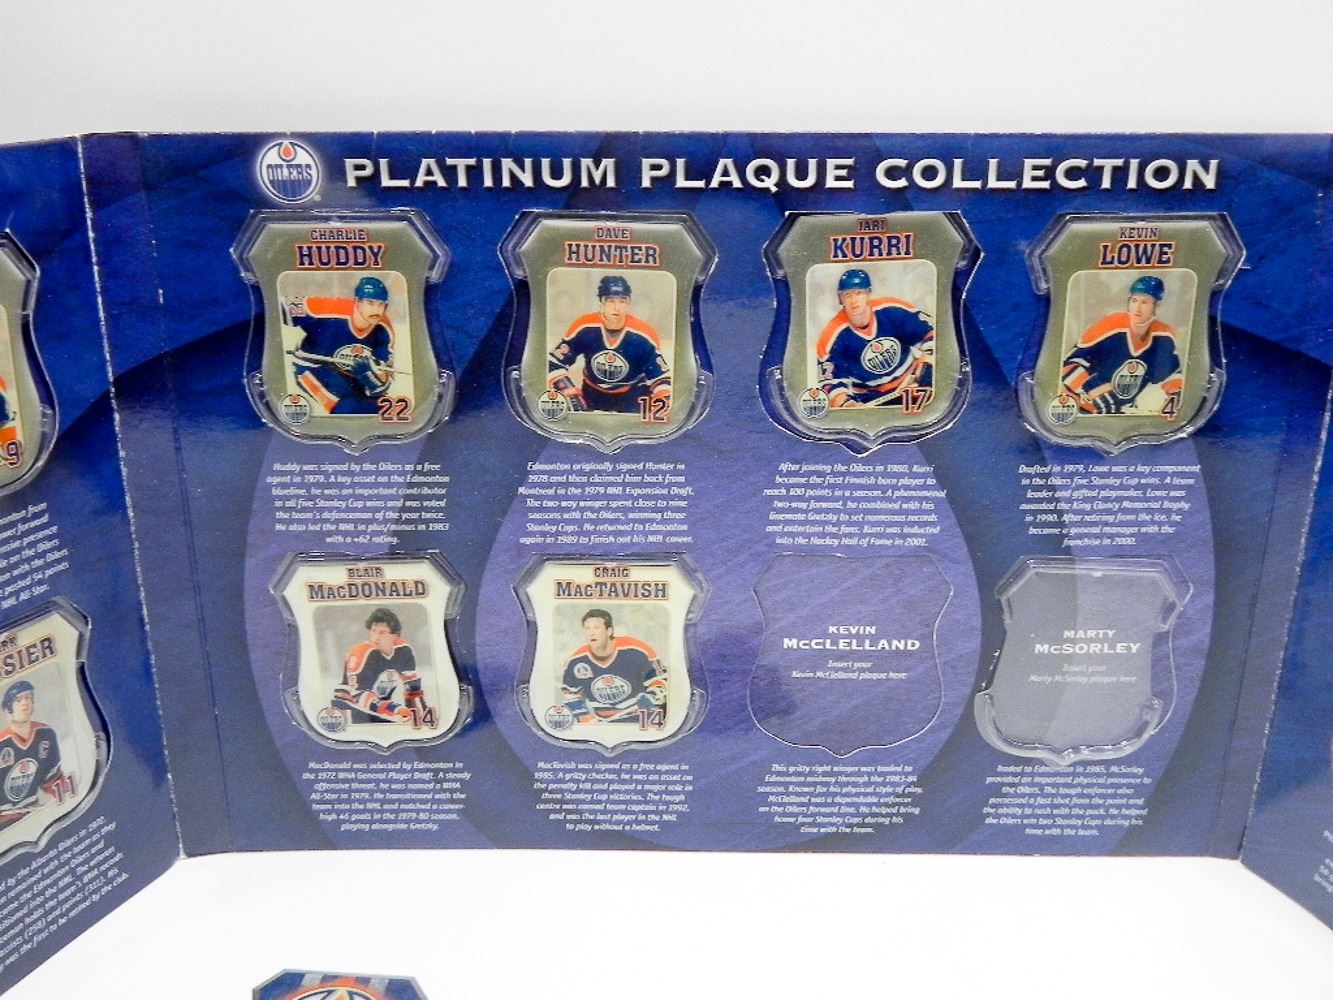 OILERS PLATINUM PLAQUE COLLECTION
CHARLIE
HUDDY
OILERS
22
Huddy was signed by the Oilers as a free
agent in 1979. A key asset on the Edmonton
blueline, he was an important contributor
in all five Stanley Cup wins and was voted
the team's defenceman of the year twice.
He also led the NHL in plus/minus in 1983
with a +62 rating.
DAVE
HUNTER
OILERS
12
Edmonton originally signed Hunter in
1978 and then claimed him back from
Montreal in the 1979 NHL Expansion Draft.
The two-way winger spent close to nine
seasons with the Oilers, winning three
Stanley Cups. He returned to Edmonton
again in 1989 to finish out his NHL career.
JARI
KURRI
OILERS
17
After joining the Oilers in 1980, Kurri
became the first Finnish born player to
reach 100 points in a season. A phenomenal
two-way forward, he combined with his
linemate Gretzky to set numerous records
and entertain the fans. Kurri was inducted
into the Hockey Hall of Fame in 2001.
KEVIN
LOWE
OILERS
4
Drafted in 1979, Lowe was a key component
in the Oilers five Stanley Cup wins. A team
leader and gifted playmaker, Lowe was
awarded the King Clancy Memorial Trophy
in 1990. After retiring from the ice, he
became a general manager with the
franchise in 2000.
BLAIR
MACDONALD
14
MacDonald was selected by Edmonton in
the 1972 WHA General Player Draft. A steady
offensive threat, he was named a WHA
All-Star in 1979. He transitioned with the
team into the NHL and notched a career-
high 46 goals in the 1979-80 season,
playing alongside Gretzky.
CRAIG
MACTAVISH
OILERS
14
MacTavish was signed as a free agent in
1985. A gritty checker, he was an asset on
the penalty kill and played a major role in
three Stanley Cup victories. The tough
centre was named team captain in 1992,
and was the last player in the NHL
to play without a helmet.
KEVIN
MCCLELLAND
Insert your
Kevin McClelland plaque here
This gritty right winger was traded to
Edmonton midway through the 1983-84
season. Known for his physical style of play,
McClelland was a dependable enforcer
on the Oilers forward line. He helped bring
home four Stanley Cups during his
time with the team.
MARTY
MCSORLEY
Insert your
Marty McSorley plaque here
Traded to Edmonton in 1985, McSorley
provided an important physical presence to
the Oilers. The tough enforcer also
possessed a fast shot from the point and
the ability to rush with the puck. He helped
the Oilers win two Stanley Cups during his
time with the team.
9
SIER
11